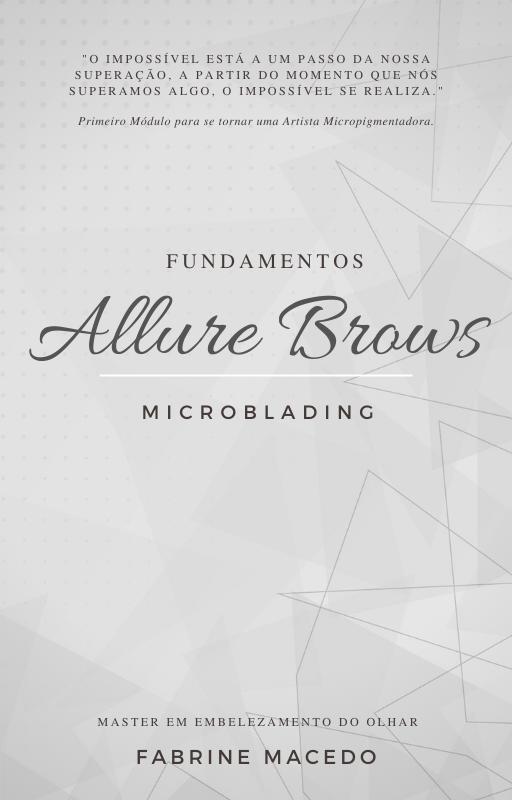 "O IMPOSSÍVEL ESTÁ A UM PASSO DA NOSSA
SUPERAÇÃO, A PARTIR DO MOMENTO QUE NÓS
SUPERAMOS ALGO, O IMPOSSÍVEL SE REALIZA."
Primeiro Módulo para se tornar uma Artista Micropigmentadora.
FUNDAMENTOS
Allure Brows
MICROBLADING
MASTER EM EMBELEZAMENTO DO OLHAR
FABRINE MACEDO